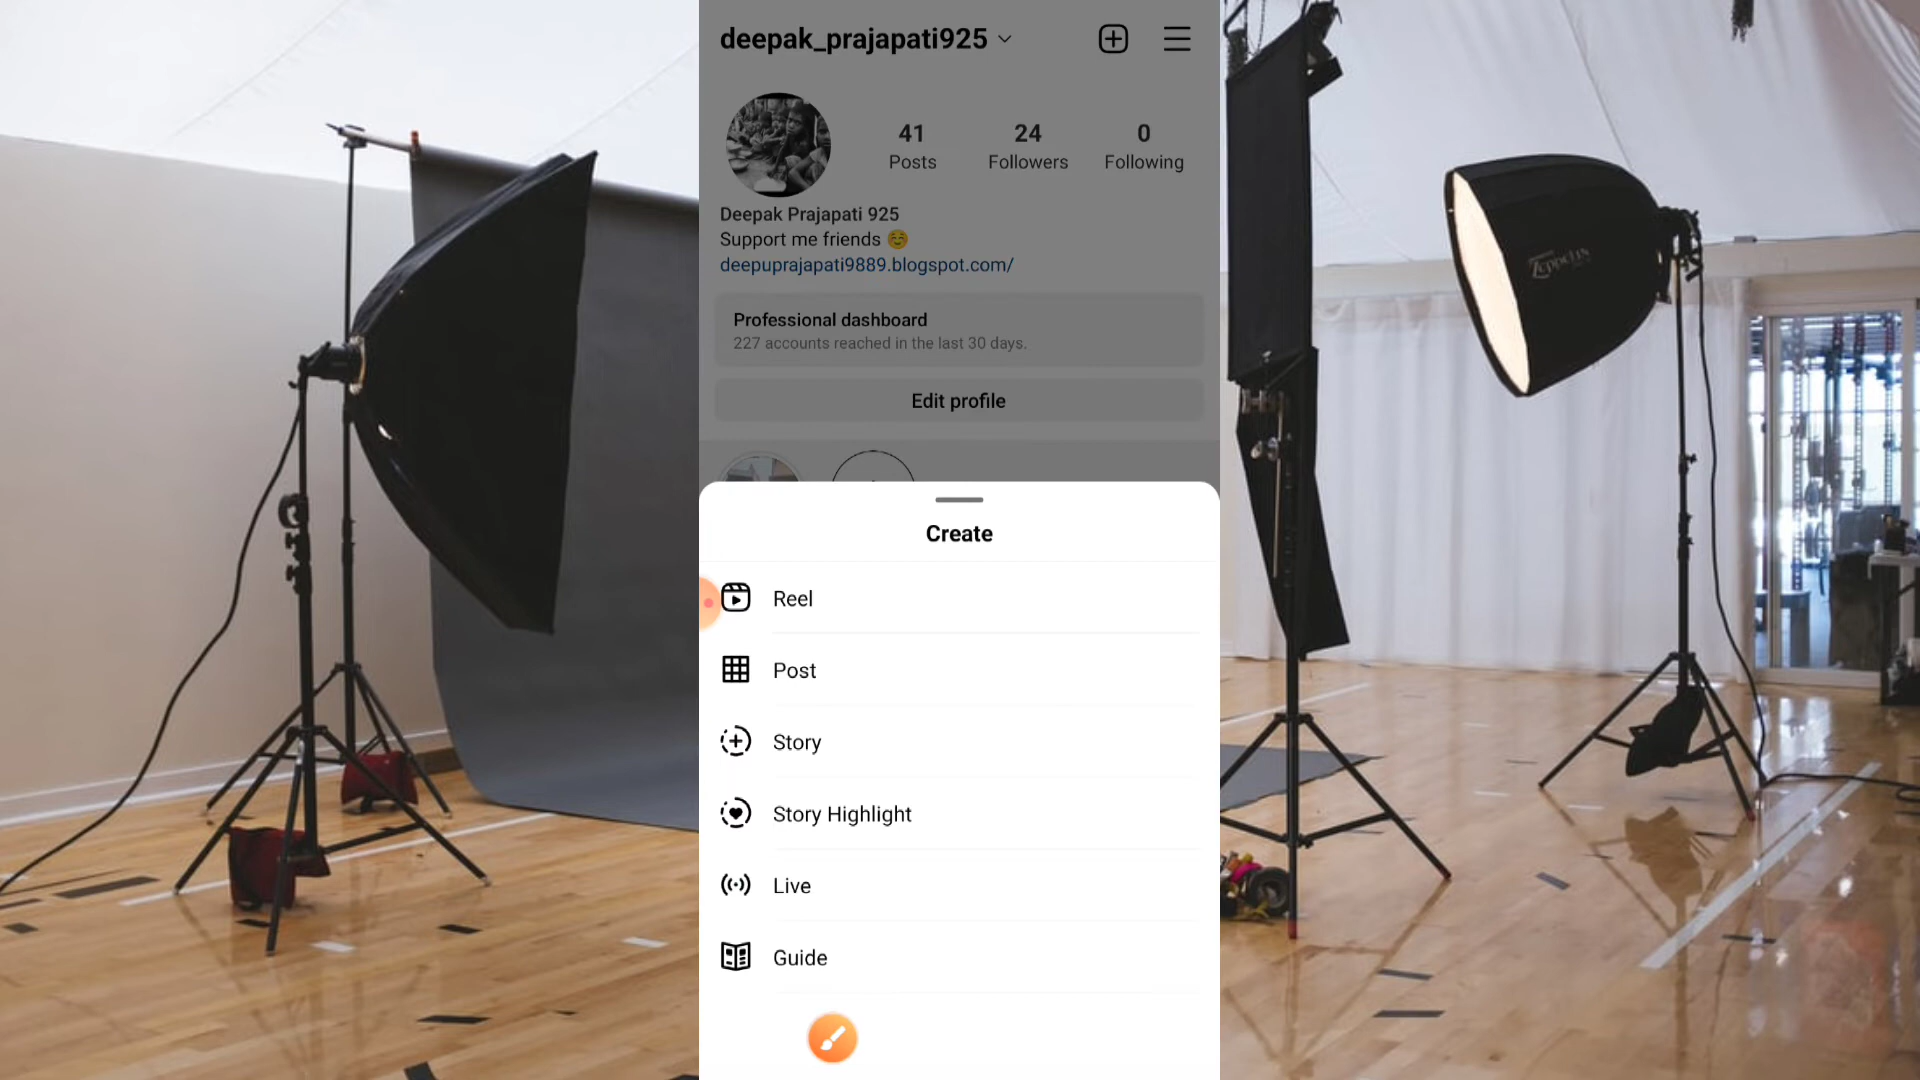 deepak_prajapati925
41 24 0
Posts Followers Following
Deepak Prajapati 925
Support me friends ☺️
deepuprajapati9889.blogspot.com/
Professional dashboard
227 accounts reached in the last 30 days.
Edit profile
Create
Reel
Post
Story
Story Highlight
Live
Guide
Zeppelin